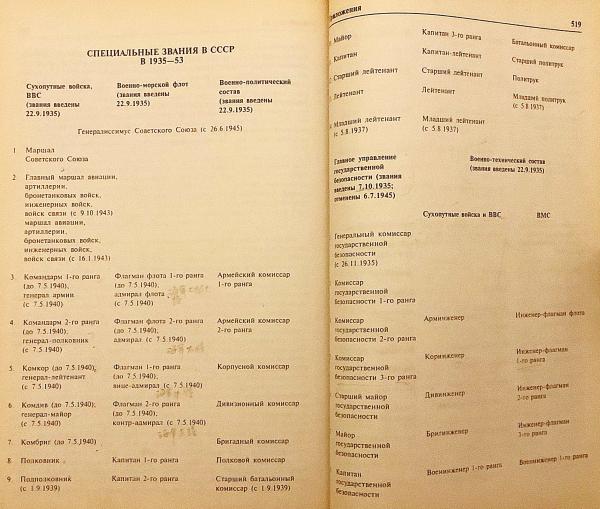 СПЕЦИАЛЬНЫЕ ЗВАНИЯ В СССР
В 1935—53
Сухопутные войска,
ВВС
(звания введены
22.9.1935)
Военно-морской флот
(звания введены
22.9.1935)
Военно-политический
состав
(звания введены
22.9.1935)
Генералиссимус Советского Союза (с 26.6.1945)
1 Маршал
Советского Союза
2 Главный маршал авиации,
артиллерии,
бронетанковых войск,
инженерных войск,
войск связи (с 9.10.1943)
маршал авиации,
артиллерии,
бронетанковых войск,
инженерных войск,
войск связи (с 16.1.1943)
3 Командарм 1-го ранга
(до 7.5.1940);
генерал армии
(с 7.5.1940)
Флагман флота 1-го ранга
(до 7.5.1940);
адмирал флота
(с 7.5.1940)
Армейский комиссар
1-го ранга
4 Командарм 2-го ранга
(до 7.5.1940);
генерал-полковник
(с 7.5.1940)
Флагман флота 2-го ранга
(до 7.5.1940);
адмирал (с 7.5.1940)
Армейский комиссар
2-го ранга
5 Комкор (до 7.5.1940);
генерал-лейтенант
(с 7.5.1940)
Флагман 1-го ранга
(до 7.5.1940);
вице-адмирал (с 7.5.1940)
Корпусной комиссар
6 Комдив (до 7.5.1940);
генерал-майор
(с 7.5.1940)
Флагман 2-го ранга
(до 7.5.1940);
контр-адмирал (с 7.5.1940)
Дивизионный комиссар
7 Комбриг (до 7.5.1940)
Бригадный комиссар
8 Полковник
Капитан 1-го ранга
Полковой комиссар
9 Подполковник
(с 1.9.1939)
Капитан 2-го ранга
Старший батальонный
комиссар (с 1.9.1939)
519
Майор
Капитан 3-го ранга
Батальонный комиссар
Капитан
Капитан-лейтенант
Старший политрук
Старший лейтенант
Старший лейтенант
Политрук
Лейтенант
Лейтенант
Младший политрук
(с 5.8.1937)
Младший лейтенант
(с 5.8.1937)
Младший лейтенант
(с 5.8.1937)
Главное управление
государственной
безопасности (звания
введены 7.10.1935;
отменены 6.7.1945)
Военно-технический состав
(звания введены 22.9.1935)
Сухопутные войска и ВВС
ВМС
Генеральный комиссар
государственной
безопасности
(с 26.11.1935)
Комиссар
государственной
безопасности 1-го ранга
Комиссар
государственной
безопасности 2-го ранга
Арминженер
Инженер-флагман флота
Комиссар
государственной
безопасности 3-го ранга
Коринженер
Инженер-флагман
1-го ранга
Старший майор
государственной
безопасности
Дивинженер
Инженер-флагман
2-го ранга
Майор
государственной
безопасности
Бригинженер
Инженер-флагман
3-го ранга
Капитан
государственной
безопасности
Военинженер 1-го ранга
Военинженер 1-го ранга